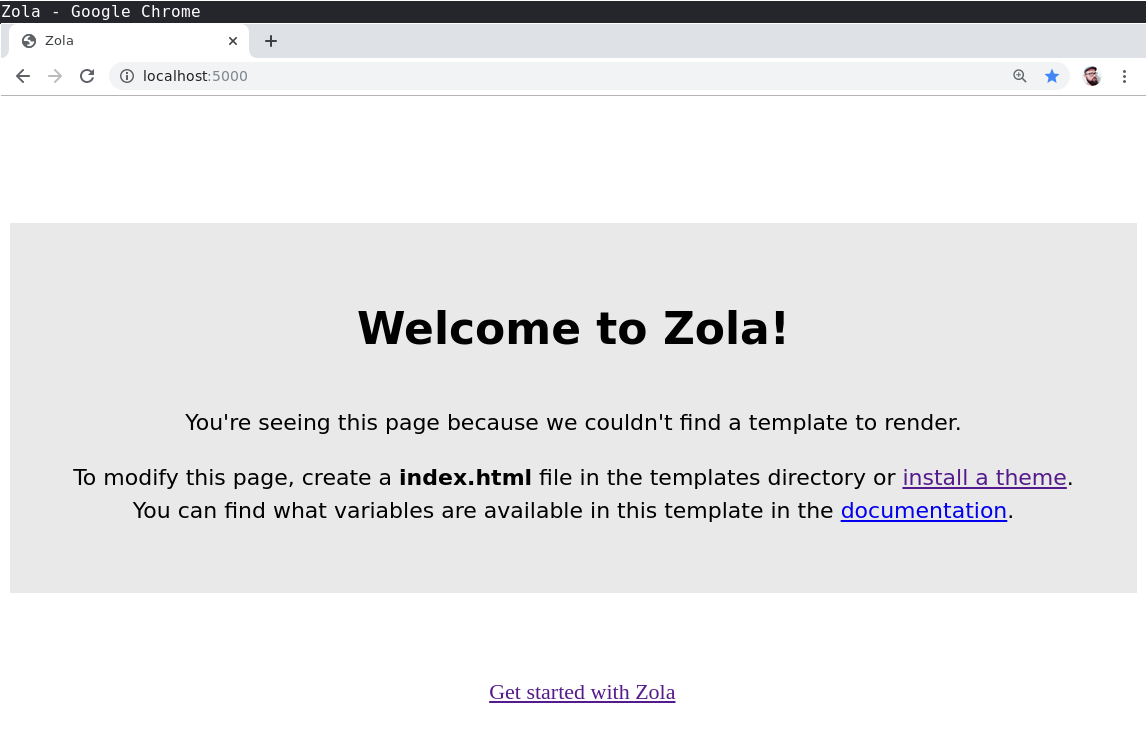 Zola - Google Chrome
Zola
localhost:5000
Welcome to Zola!
You're seeing this page because we couldn't find a template to render.
To modify this page, create a index.html file in the templates directory or install a theme.
You can find what variables are available in this template in the documentation.
Get started with Zola